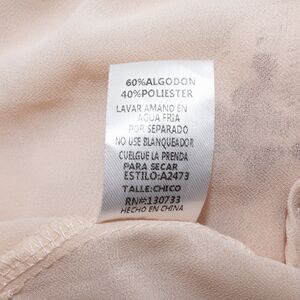 60%ALGODON
40%POLIESTER
LAVAR AMANO EN
AGUA FRIA
POR SEPARADO
NO USE BLANQUEADOR
CUELGUE LA PRENDA
PARA SECAR
ESTILO:A2473
TALLE:CHICO
RN#:130733
HECHO EN CHINA